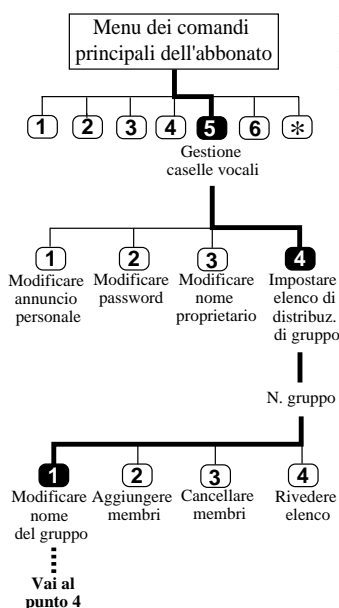 Menu dei comandi
principali dell'abbonato
1 2 3 4 5 6 *
Gestione
caselle vocali
1
Modificare
annuncio
personale
2
Modificare
password
3
Modificare
nome
proprietario
4
Impostare
elenco di
distribuz.
di gruppo
N. gruppo
1
Modificare
nome
del gruppo
2
Aggiungere
membri
3
Cancellare
membri
4
Rivedere
elenco
Vai al
punto 4